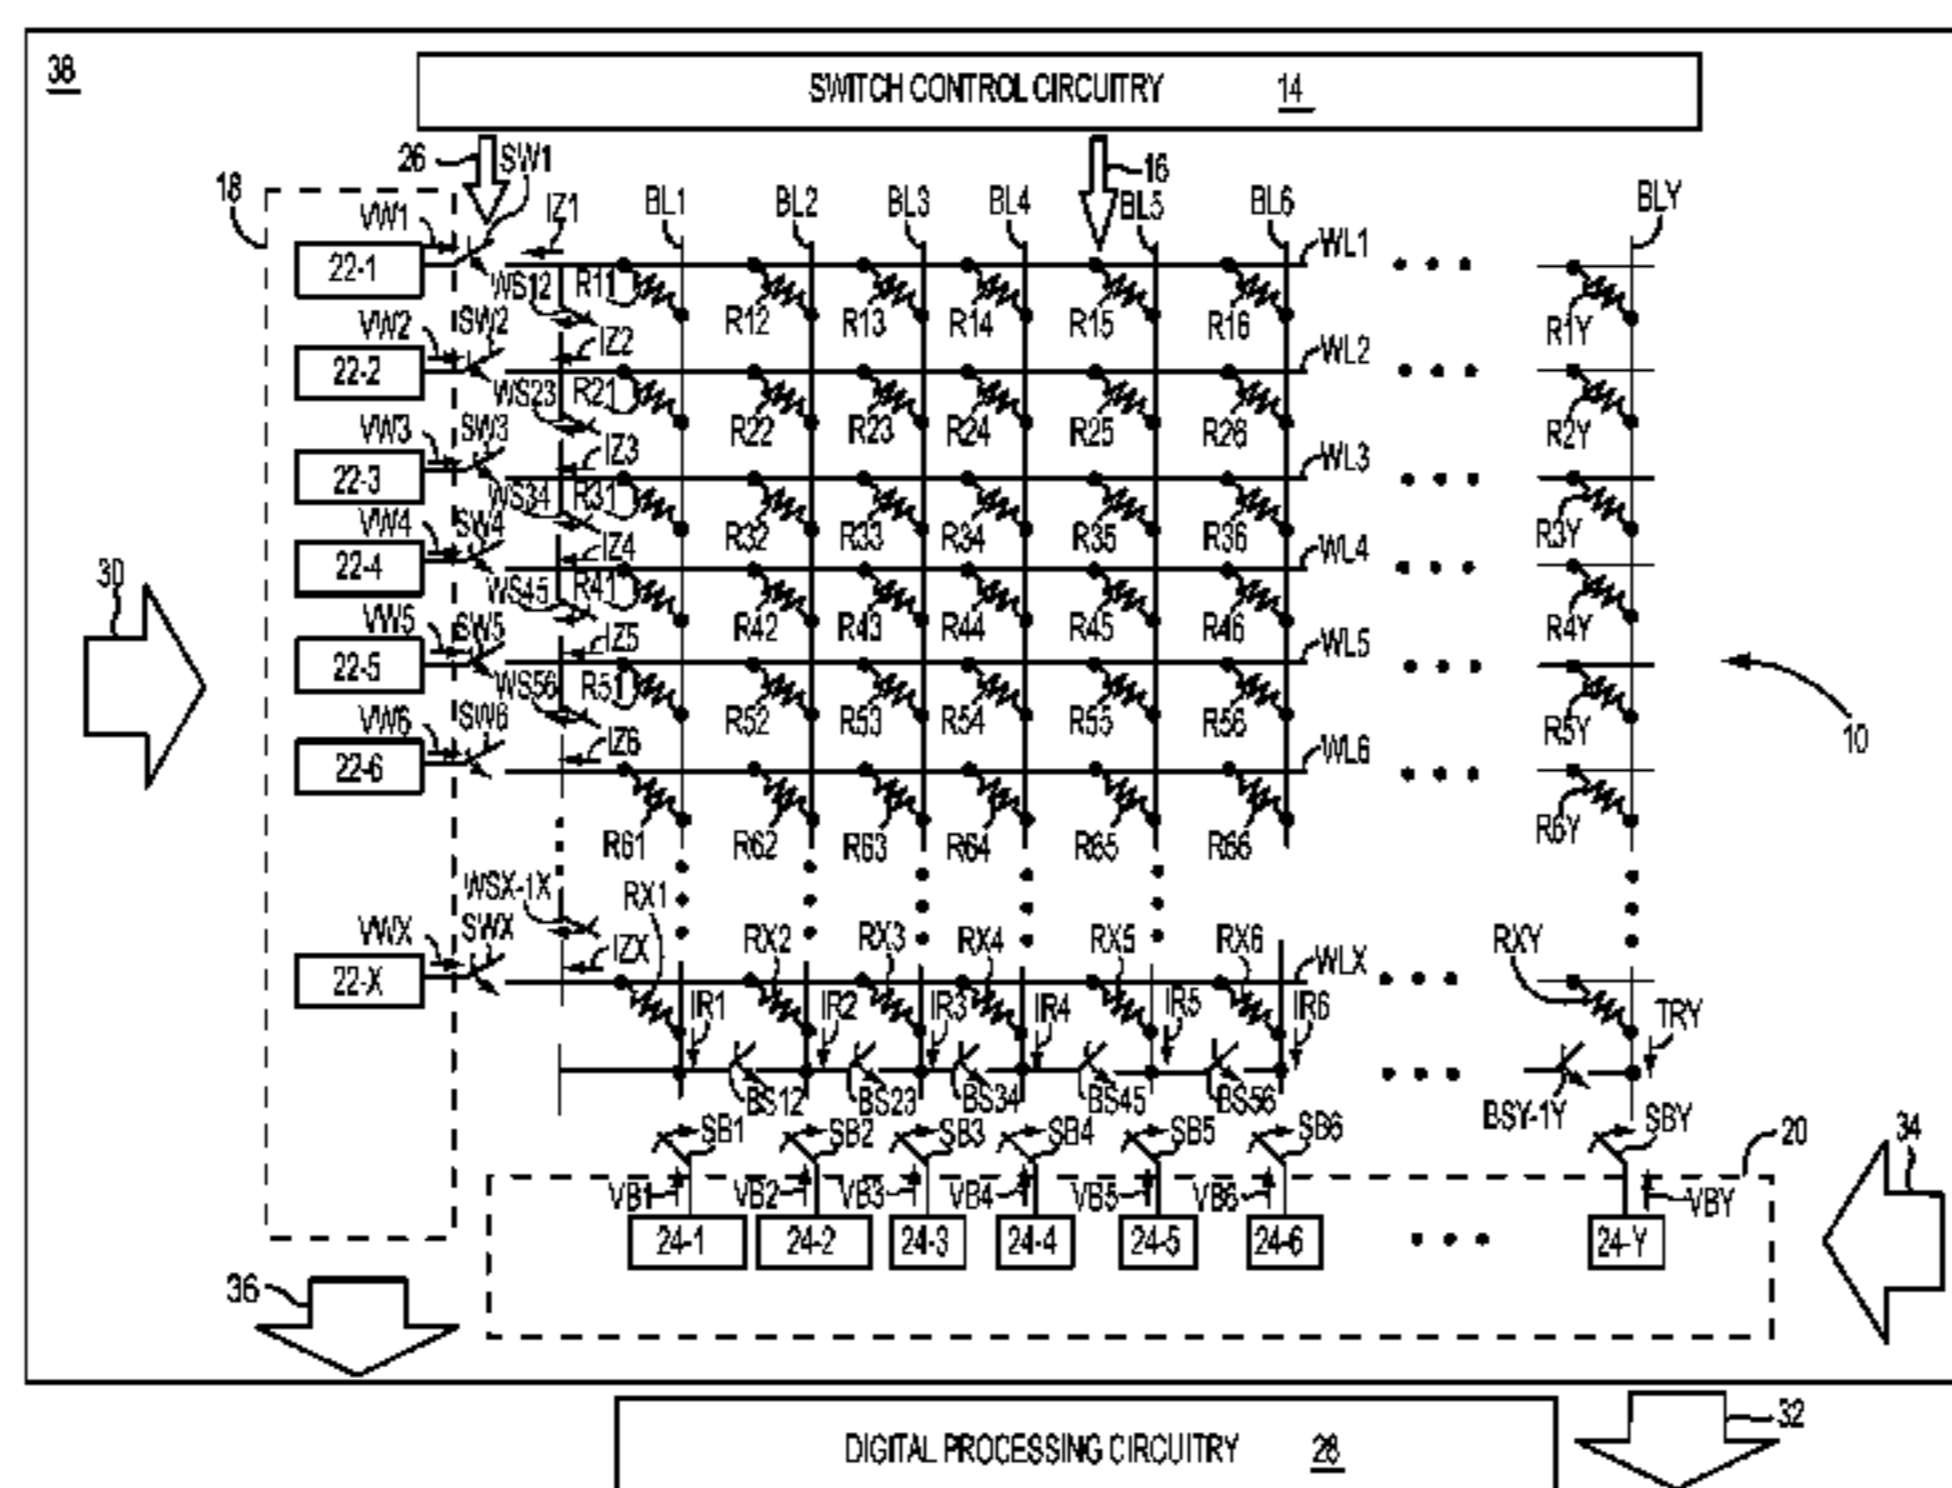 38
SWITCH CONTROL CIRCUITRY 14
26 SW1 16
18 VW1 IZ1 BL1 BL2 BL3 BL4 BL5 BL6 BLY
22-1 WL1
WS12 R11 R12 R13 R14 R15 R16 R1Y
VW2 SW2 IZ2 WL2
22-2
WS23 R21 R22 R23 R24 R25 R26 R2Y
VW3 SW3 IZ3 WL3
22-3
WS34 R31 R32 R33 R34 R35 R36 R3Y
VW4 SW4 IZ4 WL4
22-4
30 WS45 R41 R42 R43 R44 R45 R46 R4Y
VW5 SW5 IZ5 WL5
22-5
WS56 R51 R52 R53 R54 R55 R56 R5Y
10
VW6 SW6 IZ6 WL6
22-6
R61 R62 R63 R64 R65 R66 R6Y
WSX-1X RX1
VWX SWX IZX RX2 RX3 RX4 RX5 RX6 WLX RXY
22-X
IR1 IR2 IR3 IR4 IR5 IR6 TRY
BS12 BS23 BS34 BS45 BS56 BSY-1Y
SB1 SB2 SB3 SB4 SB5 SB6 SBY 20 34
VB1 VB2 VB3 VB4 VB5 VB6 VBY
24-1 24-2 24-3 24-4 24-5 24-6 24-Y
36
32
DIGITAL PROCESSING CIRCUITRY 28